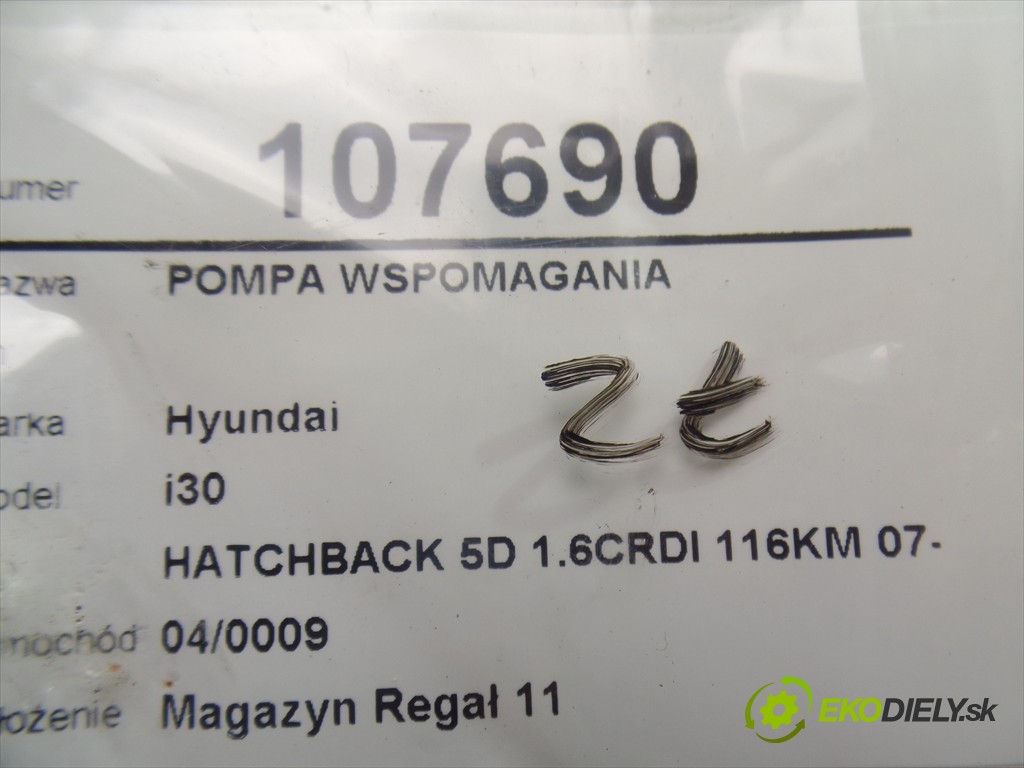 umer 107690
azwa POMPA WSPOMAGANIA
arka Hyundai
odel i30
HATCHBACK 5D 1.6CRDI 116KM 07-
mochód 04/0009
łożenie Magazyn Regał 11
EKODIELY.sk